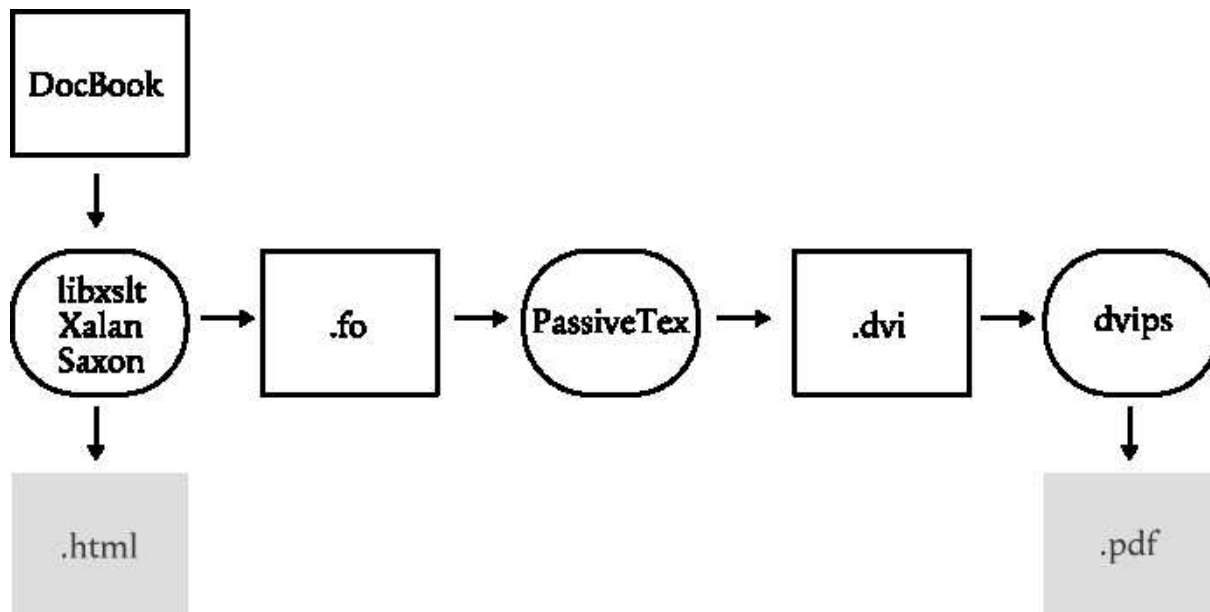 DocBook
libxslt
Xalan
Saxon
.fo
PassiveTex
.dvi
dvips
.html
.pdf